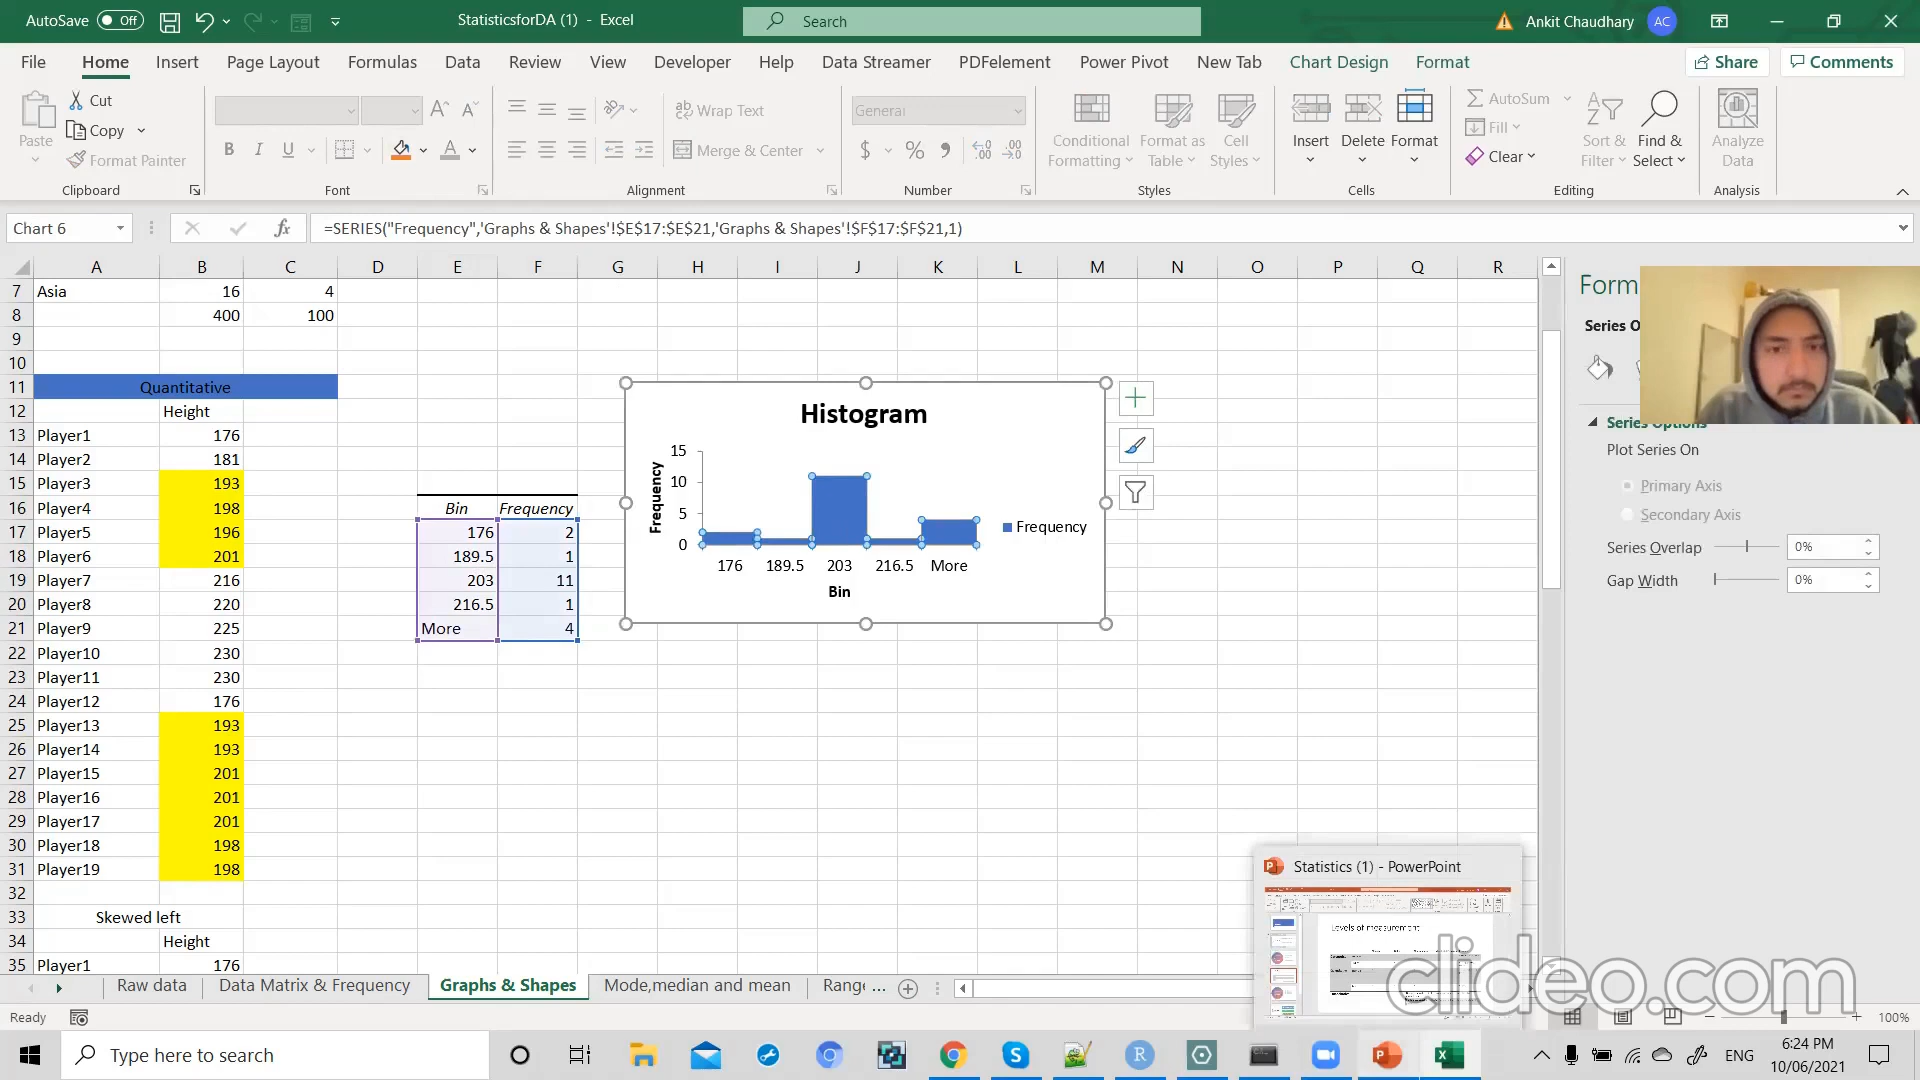 AutoSave Off
StatisticsforDA (1) - Excel
Search
Ankit Chaudhary AC
File Home Insert Page Layout Formulas Data Review View Developer Help Data Streamer PDFelement Power Pivot New Tab Chart Design Format Share Comments
Paste
Cut
Copy
Format Painter
Clipboard
B I U
Font
Wrap Text
Merge & Center
Alignment
General
$ % 9
Number
Conditional Formatting
Format as Table
Cell Styles
Styles
Insert Delete Format
Cells
AutoSum
Fill
Clear
Sort & Filter
Find & Select
Editing
Analyze Data
Analysis
Chart 6
fx
=SERIES("Frequency",'Graphs & Shapes'!$E$17:$E$21,'Graphs & Shapes'!$F$17:$F$21,1)
A B C D E F G H I J K L M N O P Q R
7 Asia 16 4
8 400 100
9
10
11 Quantitative
12 Height
13 Player1 176
14 Player2 181
15 Player3 193
16 Player4 198 Bin Frequency
17 Player5 196 176 2
18 Player6 201 189.5 1
19 Player7 216 203 11
20 Player8 220 216.5 1
21 Player9 225 More 4
22 Player10 230
23 Player11 230
24 Player12 176
25 Player13 193
26 Player14 193
27 Player15 201
28 Player16 201
29 Player17 201
30 Player18 198
31 Player19 198
32
33 Skewed left
34 Height
35 Player1 176
Histogram
Frequency
15
10
5
0
176 189.5 203 216.5 More
Bin
Frequency
Form
Series O
Series Options
Plot Series On
Primary Axis
Secondary Axis
Series Overlap 0%
Gap Width 0%
Statistics (1) - PowerPoint
Levels of measurement
clideo.com
Raw data Data Matrix & Frequency Graphs & Shapes Mode,median and mean Range ...
Ready
100%
Type here to search
ENG
6:24 PM
10/06/2021